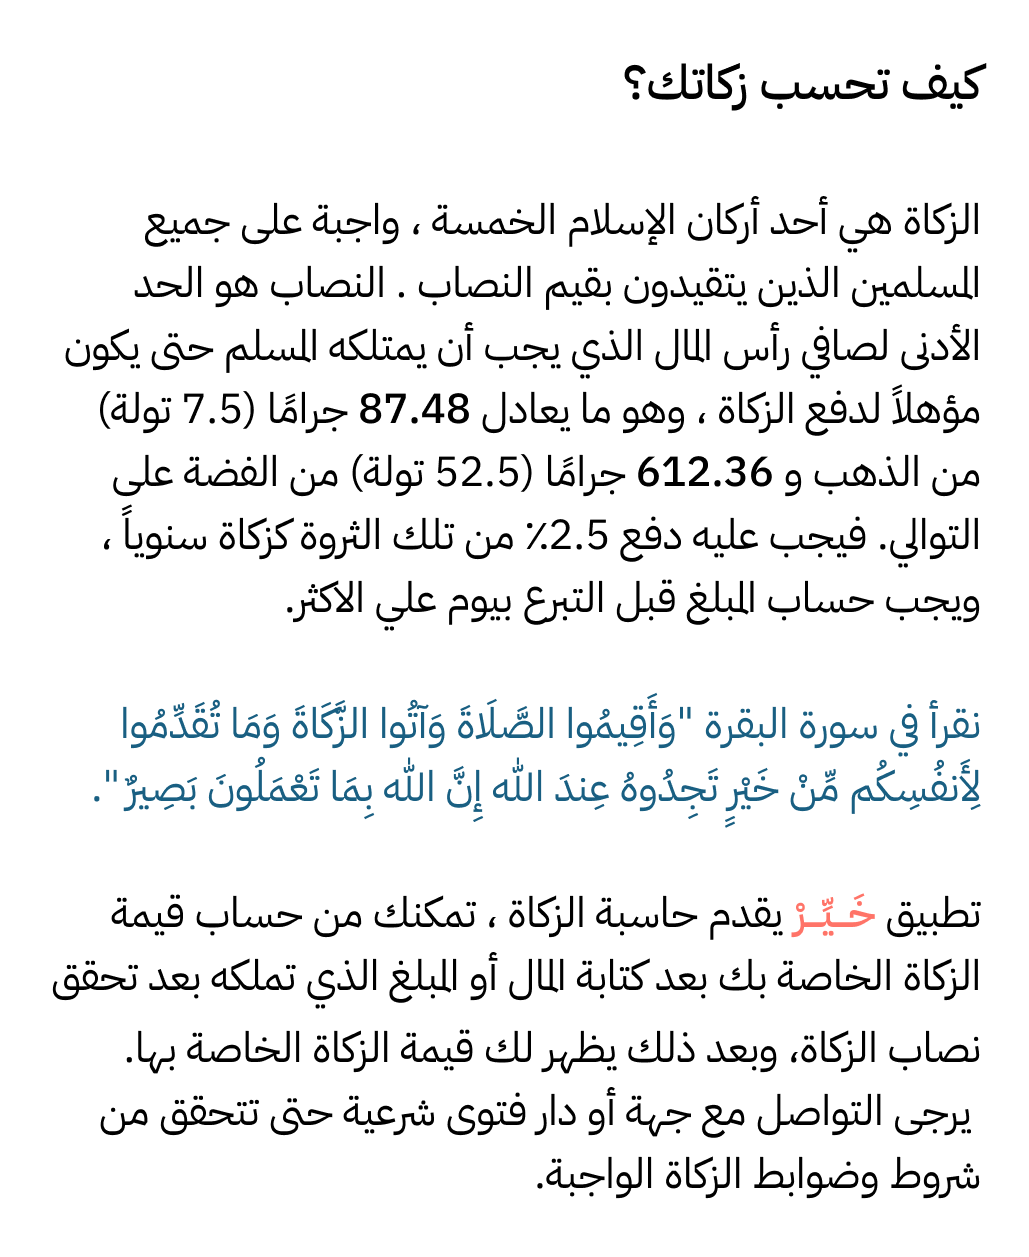 كيف تحسب زكاتك؟
الزكاة هي أحد أركان الإسلام الخمسة ، واجبة على جميع
المسلمين الذين يتقيدون بقيم النصاب . النصاب هو الحد
الأدنى لصافي رأس المال الذي يجب أن يمتلكه المسلم حتى يكون
مؤهلاً لدفع الزكاة ، وهو ما يعادل 87.48 جرامًا (7.5 تولة)
من الذهب و 612.36 جرامًا (52.5 تولة) من الفضة على
التوالي. فيجب عليه دفع 2.5٪ من تلك الثروة كزكاة سنوياً ،
ويجب حساب المبلغ قبل التبرع بيوم علي الاكثر.
نقرأ في سورة البقرة "وَأَقِيمُوا الصَّلَاةَ وَآتُوا الزَّكَاةَ وَمَا تُقَدِّمُوا
لِأَنفُسِكُم مِّنْ خَيْرٍ تَجِدُوهُ عِندَ الله إِنَّ الله بِمَا تَعْمَلُونَ بَصِيرٌ".
تطبيق خَـيِّـرْ يقدم حاسبة الزكاة ، تمكنك من حساب قيمة
الزكاة الخاصة بك بعد كتابة المال أو المبلغ الذي تملكه بعد تحقق
نصاب الزكاة، وبعد ذلك يظهر لك قيمة الزكاة الخاصة بها.
يرجى التواصل مع جهة أو دار فتوى شرعية حتى تتحقق من
شروط وضوابط الزكاة الواجبة.